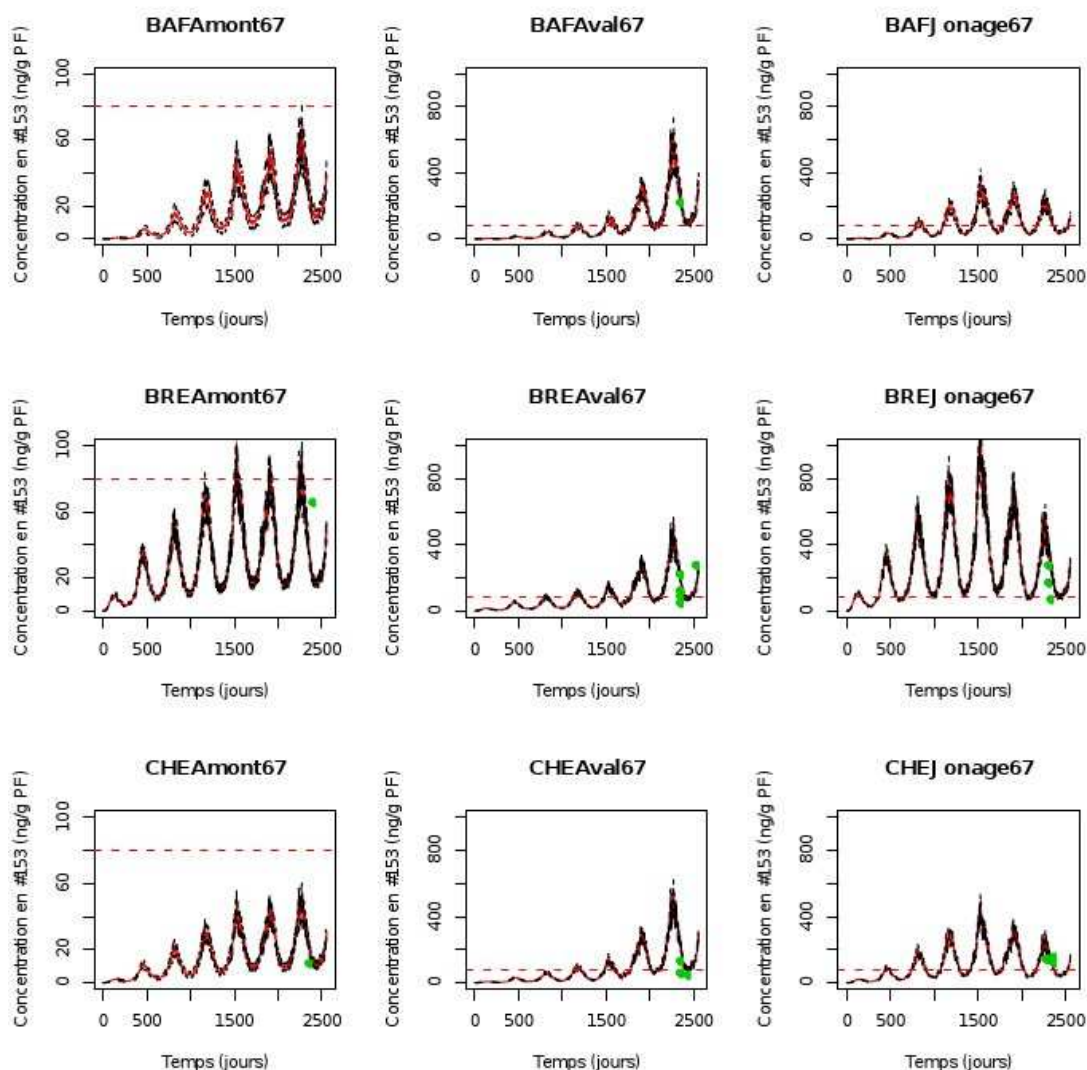 BAFAmont67
BAFAval67
BAFJonage67
Concentration en #153 (ng/g PF)
100
60
20
0
0 500 1500 2500
Temps (jours)
Concentration en #153 (ng/g PF)
800
400
0
0 500 1500 2500
Temps (jours)
Concentration en #153 (ng/g PF)
800
400
0
0 500 1500 2500
Temps (jours)
BREAmont67
BREAval67
BREJonage67
Concentration en #153 (ng/g PF)
100
60
20
0
0 500 1500 2500
Temps (jours)
Concentration en #153 (ng/g PF)
800
400
0
0 500 1500 2500
Temps (jours)
Concentration en #153 (ng/g PF)
800
400
0
0 500 1500 2500
Temps (jours)
CHEAmont67
CHEAval67
CHEJonage67
Concentration en #153 (ng/g PF)
100
60
20
0
0 500 1500 2500
Temps (jours)
Concentration en #153 (ng/g PF)
800
400
0
0 500 1500 2500
Temps (jours)
Concentration en #153 (ng/g PF)
800
400
0
0 500 1500 2500
Temps (jours)